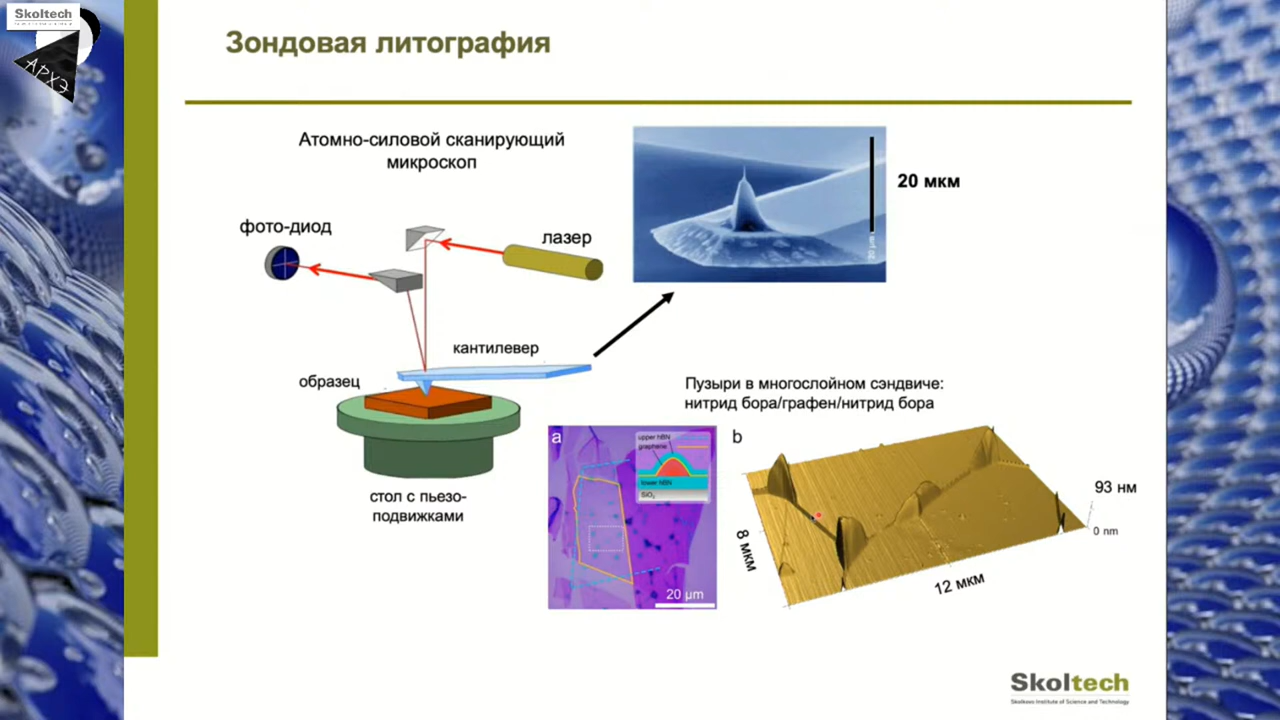 Skoltech
АРХЭ
Зондовая литография
Атомно-силовой сканирующий
микроскоп
20 мкм
20 µm
фото-диод
лазер
кантилевер
образец
стол с пьезо-
подвижками
Пузыри в многослойном сэндвиче:
нитрид бора/графен/нитрид бора
a
upper hBN
graphene
lower hBN
SiO₂
20 µm
b
93 нм
0 nm
8 мкм
12 мкм
Skoltech
Skolkovo Institute of Science and Technology